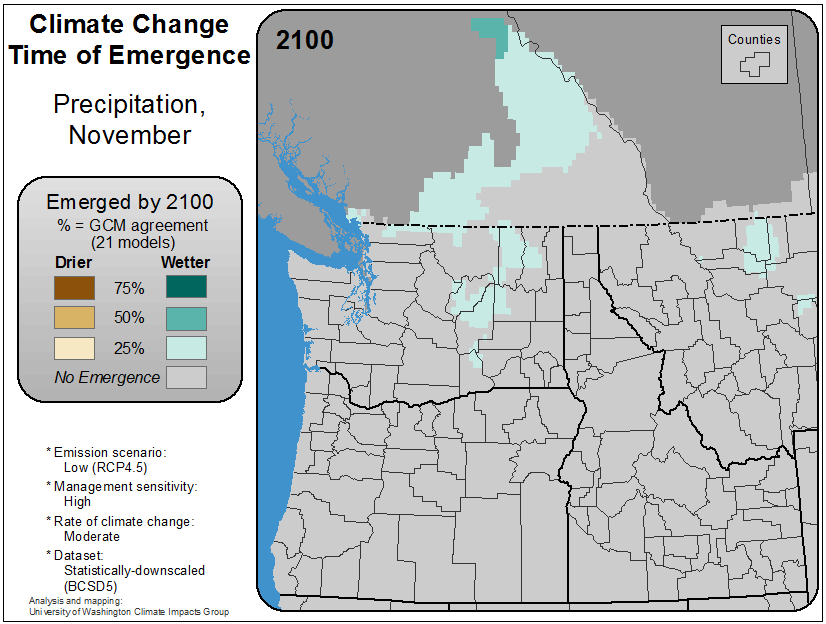 Climate Change
Time of Emergence
Precipitation,
November
Emerged by 2100
% = GCM agreement
(21 models)
Drier Wetter
75%
50%
25%
No Emergence
* Emission scenario:
Low (RCP4.5)
* Management sensitivity:
High
* Rate of climate change:
Moderate
* Dataset:
Statistically-downscaled
(BCSD5)
Analysis and mapping:
University of Washington Climate Impacts Group
2100
Counties